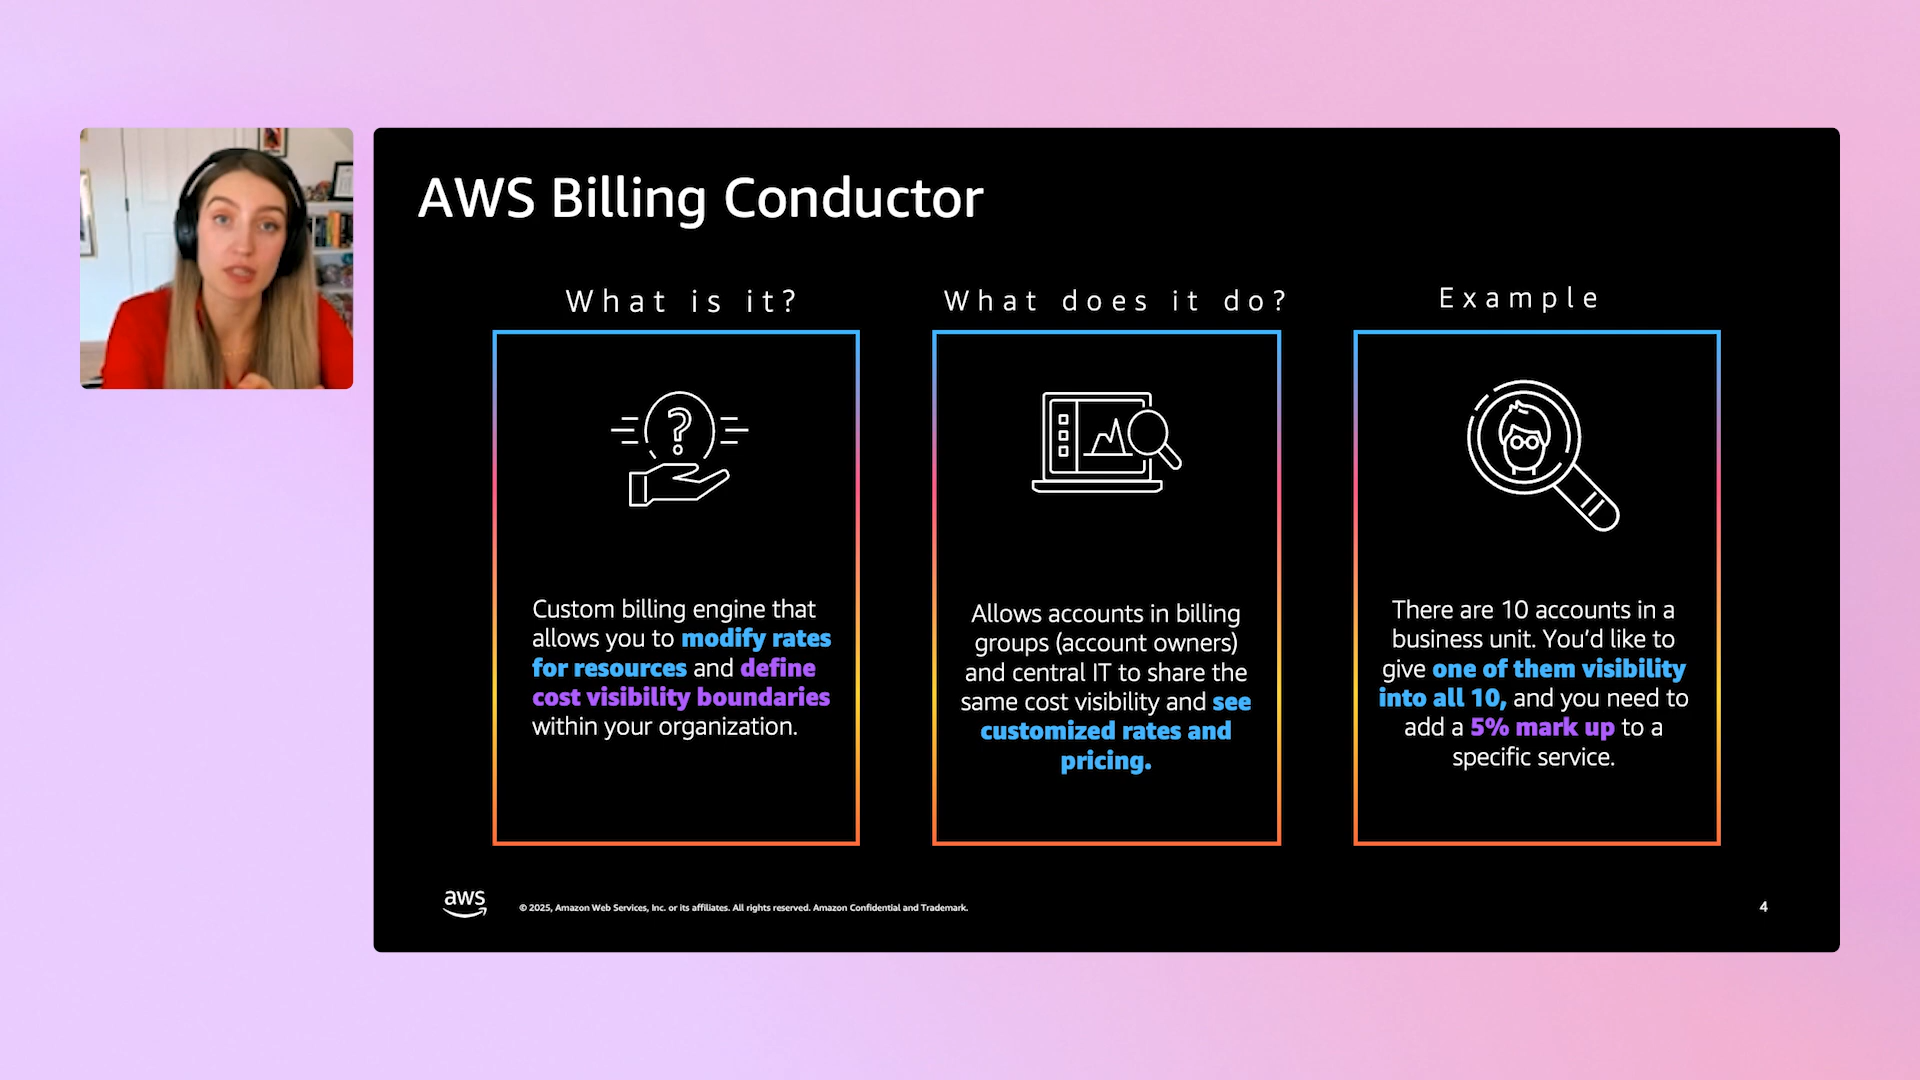 AWS Billing Conductor
What is it?
?
Custom billing engine that
allows you to modify rates
for resources and define
cost visibility boundaries
within your organization.
What does it do?
Allows accounts in billing
groups (account owners)
and central IT to share the
same cost visibility and see
customized rates and
pricing.
Example
There are 10 accounts in a
business unit. You’d like to
give one of them visibility
into all 10, and you need to
add a 5% mark up to a
specific service.
aws
© 2025, Amazon Web Services, Inc. or its affiliates. All rights reserved. Amazon Confidential and Trademark.
4